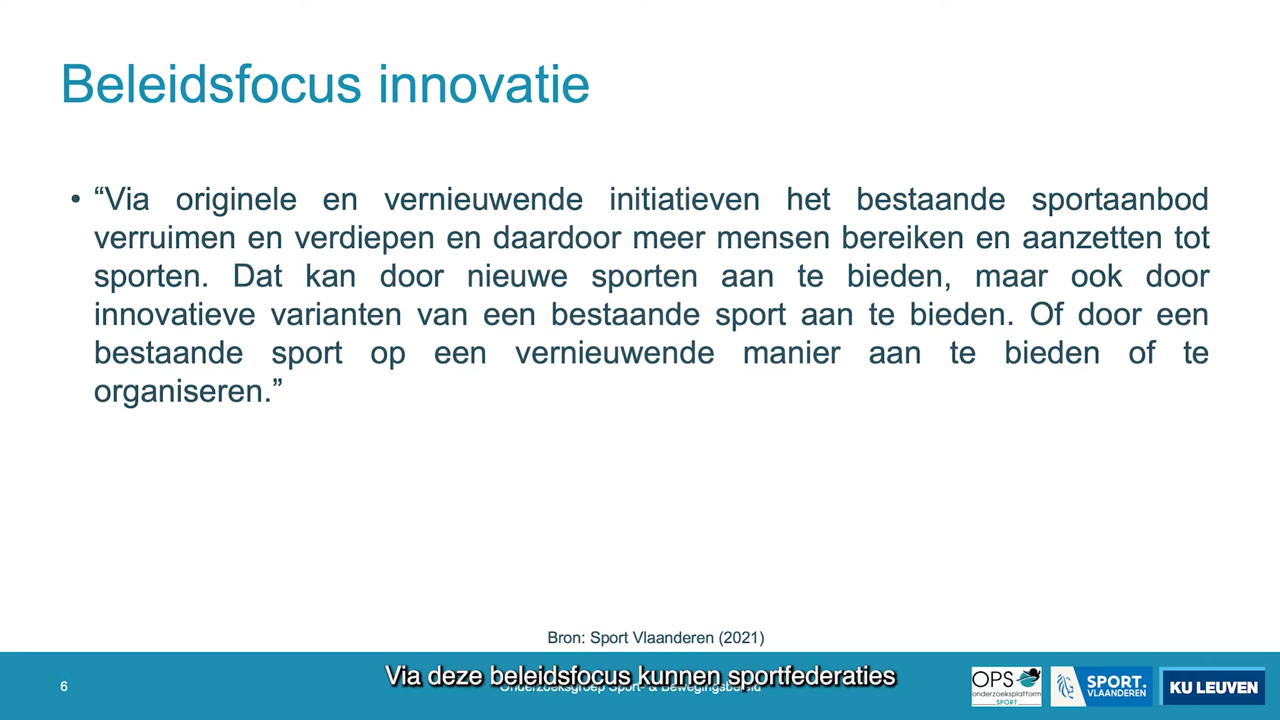 Beleidsfocus innovatie
• “Via originele en vernieuwende initiatieven het bestaande sportaanbod
verruimen en verdiepen en daardoor meer mensen bereiken en aanzetten tot
sporten. Dat kan door nieuwe sporten aan te bieden, maar ook door
innovatieve varianten van een bestaande sport aan te bieden. Of door een
bestaande sport op een vernieuwende manier aan te bieden of te
organiseren.”
Bron: Sport Vlaanderen (2021)
Via deze beleidsfocus kunnen sportfederaties
6
Onderzoeksgroep Sport- & Bewegingsbeleid
OPS
onderzoeksplatform
SPORT
SPORT.
VLAANDEREN
KU LEUVEN